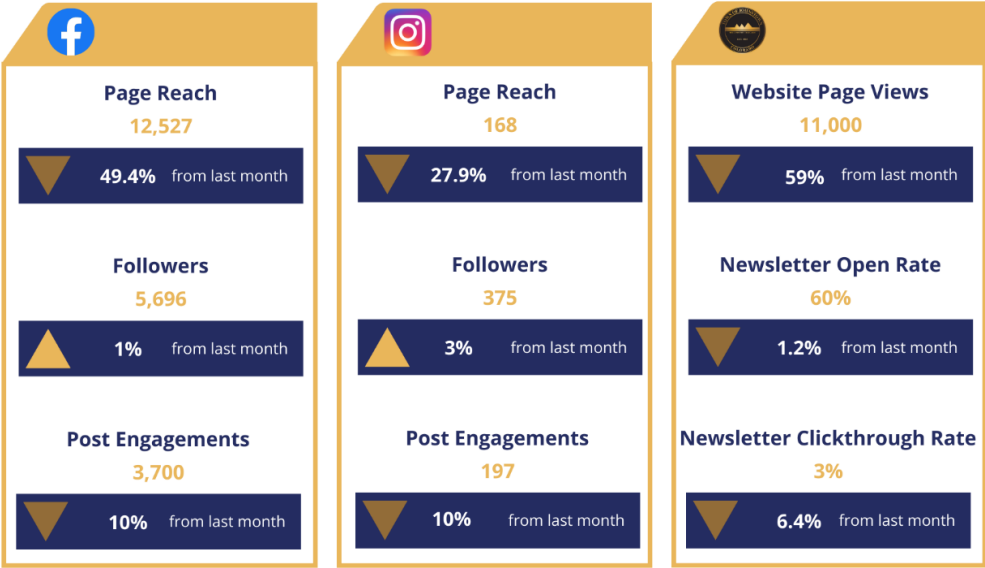 Page Reach
12,527
49.4% from last month
Followers
5,696
1% from last month
Post Engagements
3,700
10% from last month
Page Reach
168
27.9% from last month
Followers
375
3% from last month
Post Engagements
197
10% from last month
COLORADO
Website Page Views
11,000
59% from last month
Newsletter Open Rate
60%
1.2% from last month
Newsletter Clickthrough Rate
3%
6.4% from last month